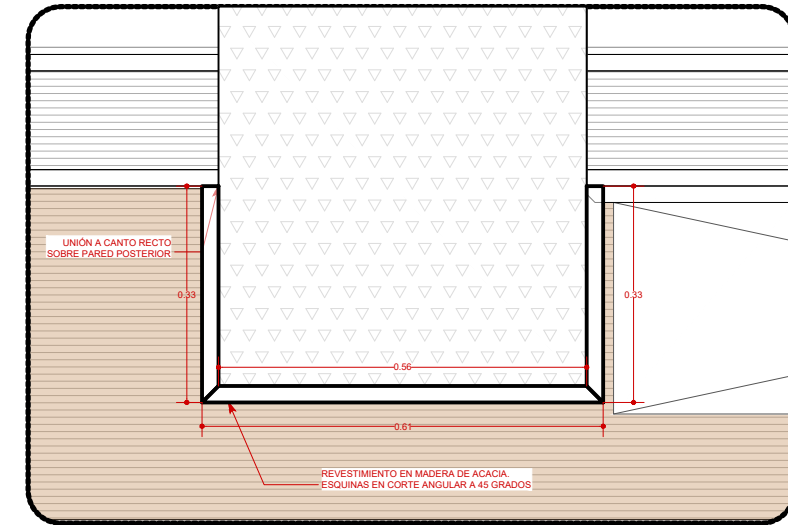 UNIÓN A CANTO RECTO
SOBRE PARED POSTERIOR
0.33
0.33
0.56
0.61
REVESTIMIENTO EN MADERA DE ACACIA.
ESQUINAS EN CORTE ANGULAR A 45 GRADOS